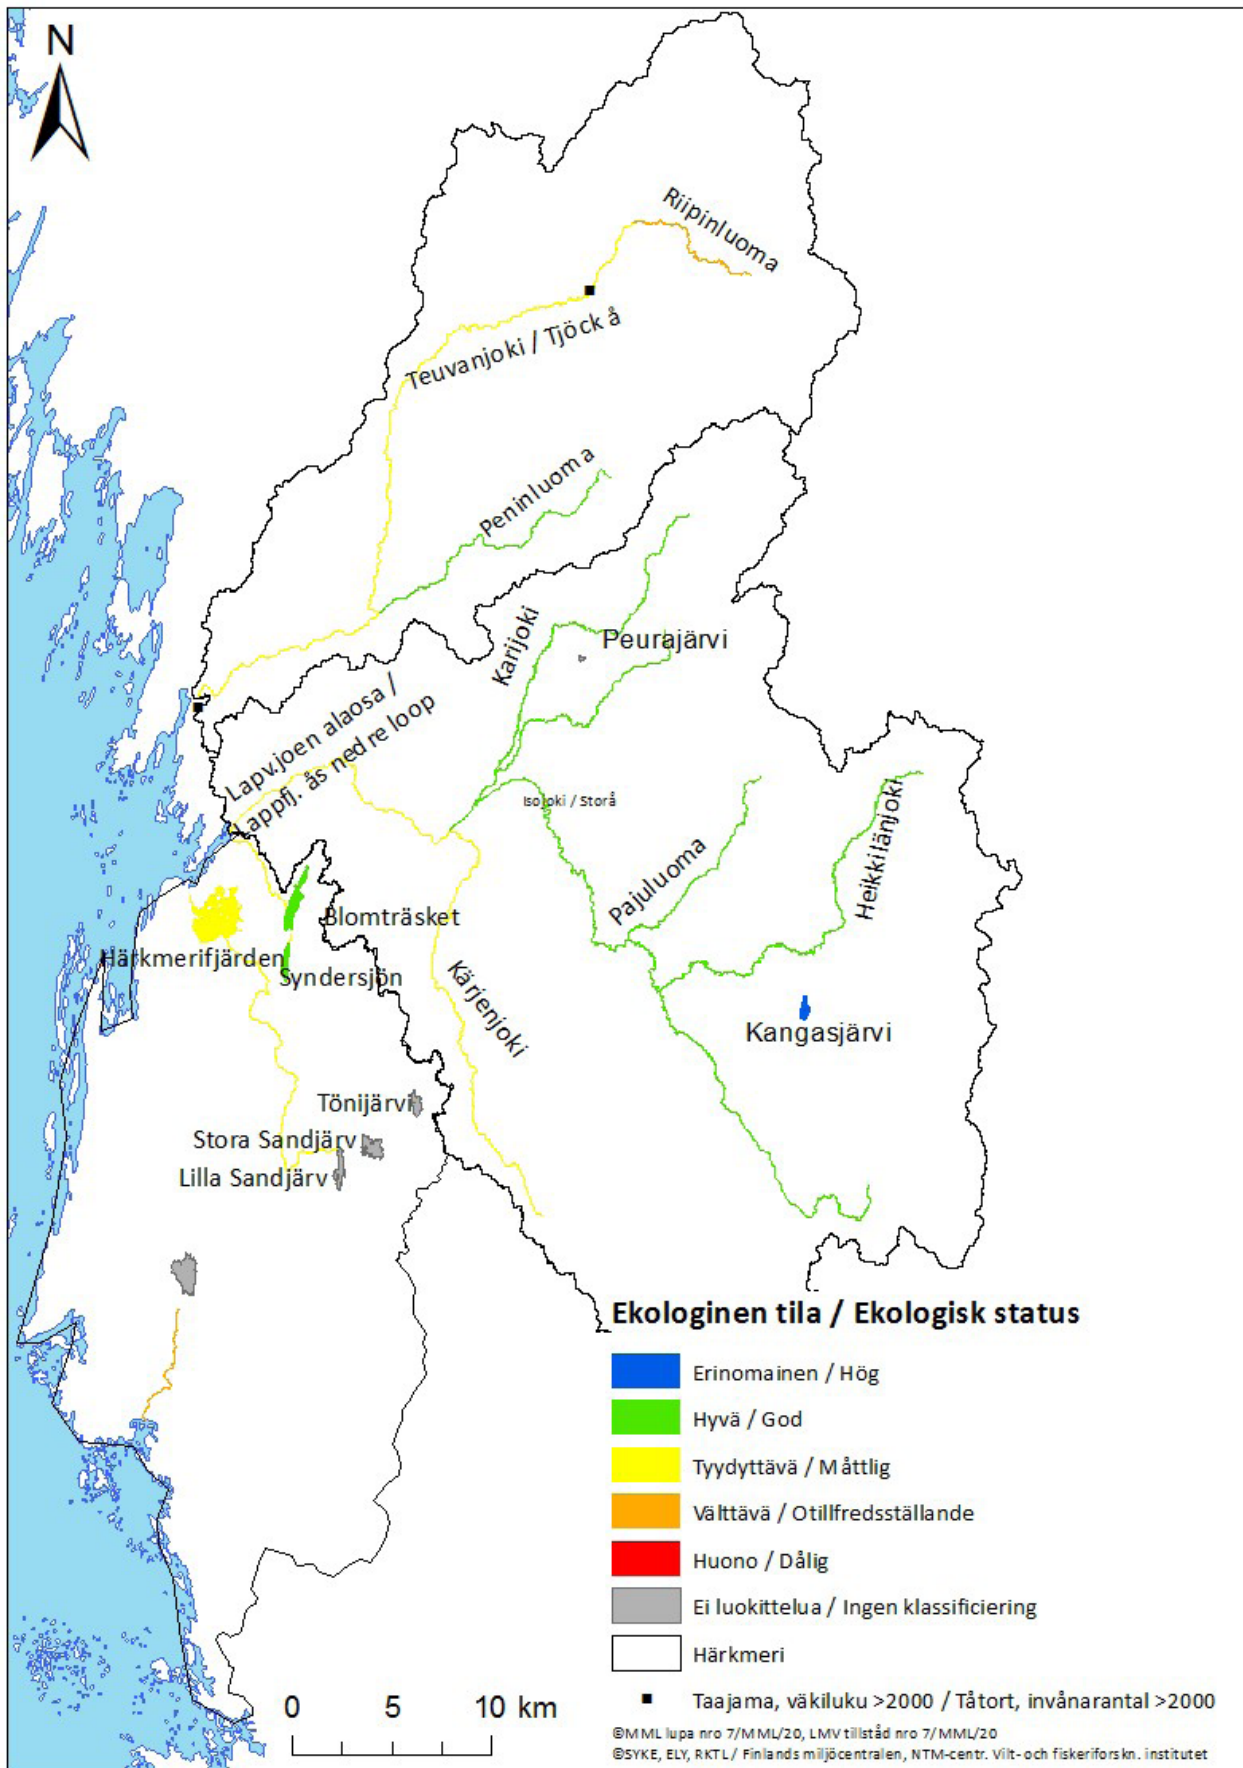 N
Riipinluoma
Teuvanjoki / Tjöck å
Peninluoma
Karijoki
Peurajärvi
Lapv.joen alaosa /
Lappfj. ås nedre loop
Isojoki / Storå
Pajuluoma
Heikkilänjoki
Blomträsket
Härkmerifjärden
Syndersjön
Kärjenjoki
Kangasjärvi
Tönijärvi
Stora Sandjärv
Lilla Sandjärv
Ekologinen tila / Ekologisk status
Erinomainen / Hög
Hyvä / God
Tyydyttävä / Måttlig
Välttävä / Otillfredsställande
Huono / Dålig
Ei luokittelua / Ingen klassificiering
Härkmeri
Taajama, väkiluku >2000 / Tåtort, invånarantal >2000
0 5 10 km
©MML lupa nro 7/MML/20, LMV tillståd nro 7/MML/20
©SYKE, ELY, RKTL / Finlands miljöcentralen, NTM-centr. Vilt- och fiskeriforskn. institutet